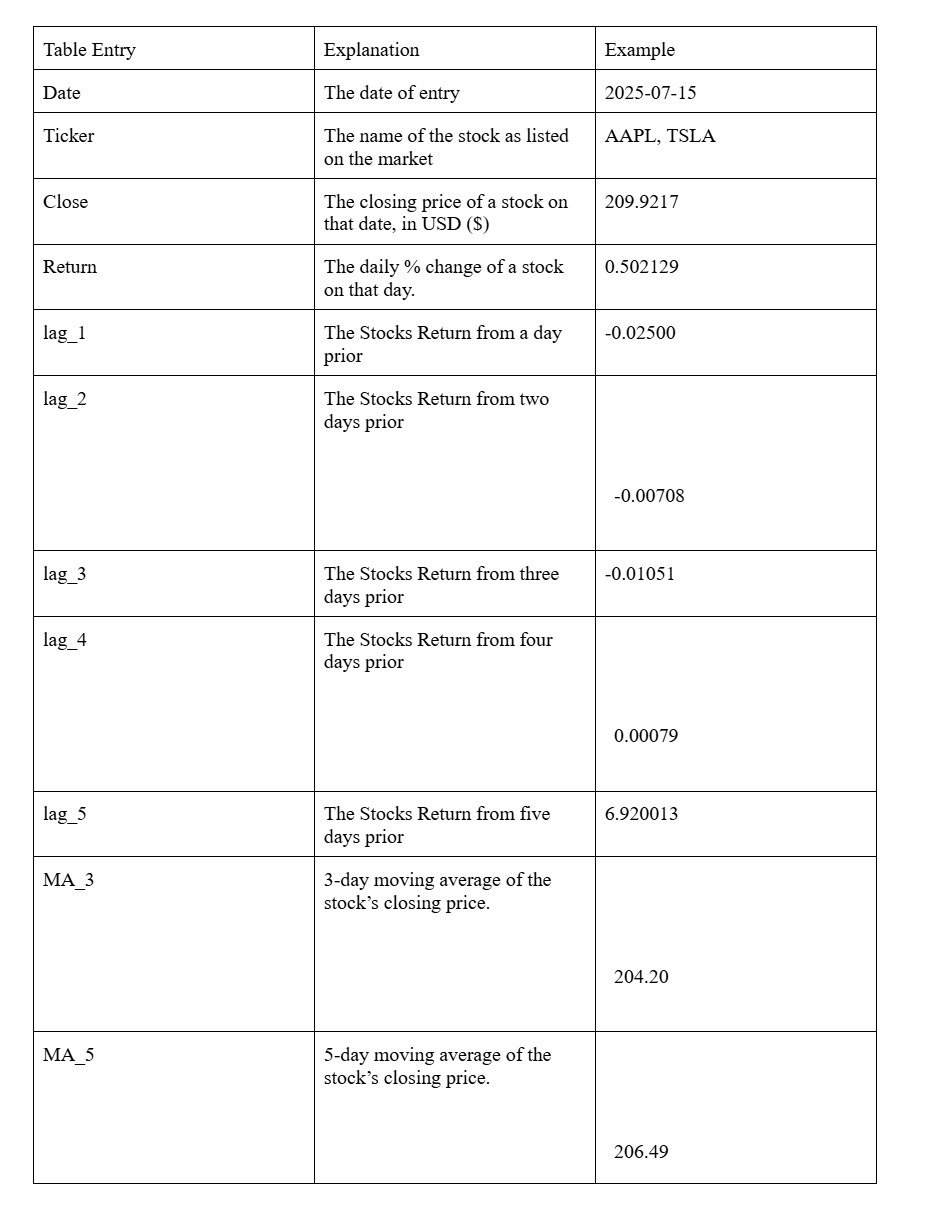 Table Entry Explanation Example
Date The date of entry 2025-07-15
Ticker The name of the stock as listed AAPL, TSLA
on the market
Close The closing price of a stock on 209.9217
that date, in USD ($)
Return The daily % change of a stock 0.502129
on that day.
lag_1 The Stocks Return from a day -0.02500
prior
lag_2 The Stocks Return from two
days prior
-0.00708
lag_3 The Stocks Return from three -0.01051
days prior
lag_4 The Stocks Return from four
days prior
0.00079
lag_5 The Stocks Return from five 6.920013
days prior
MA_3 3-day moving average of the
stock’s closing price.
204.20
MA_5 5-day moving average of the
stock’s closing price.
206.49